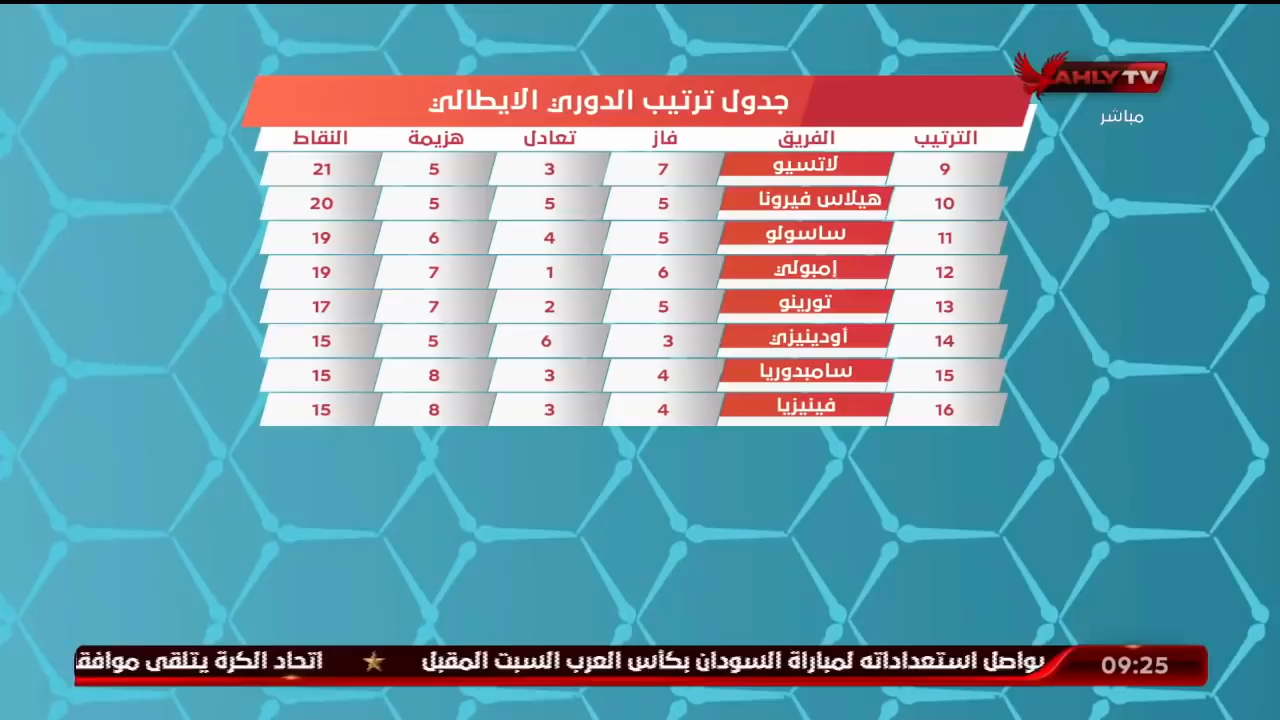 AHLY TV
مباشر
جدول ترتيب الدوري الايطالي
الترتيب الفريق فاز تعادل هزيمة النقاط
9 لاتسيو 7 3 5 21
10 هيلاس فيرونا 5 5 5 20
11 ساسولو 5 4 6 19
12 إمبولي 6 1 7 19
13 تورينو 5 2 7 17
14 أودينيزي 3 6 5 15
15 سامبدوريا 4 3 8 15
16 فينيزيا 4 3 8 15
09:25 يواصل استعداداته لمباراة السودان بكأس العرب السبت المقبل اتحاد الكرة يتلقى